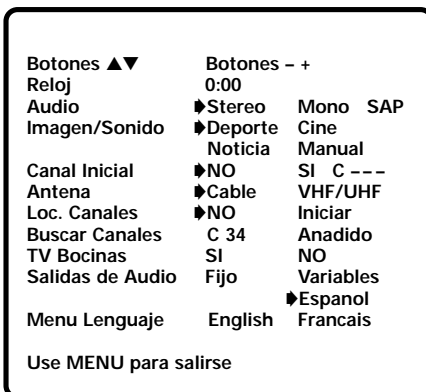 Botones ▲▼ Botones – +
Reloj 0:00
Audio ➧Stereo Mono SAP
Imagen/Sonido ➧Deporte Cine
Noticia Manual
Canal Inicial ➧NO SI C – – –
Antena ➧Cable VHF/UHF
Loc. Canales ➧NO Iniciar
Buscar Canales C 34 Anadido
TV Bocinas SI NO
Salidas de Audio Fijo Variables
➧Espanol
Menu Lenguaje English Francais
Use MENU para salirse